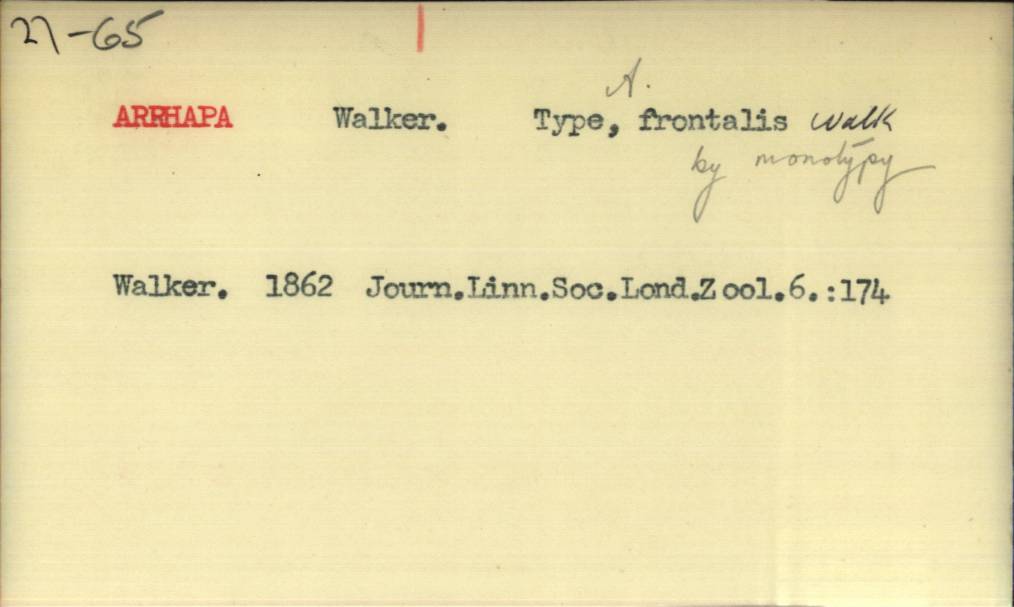 27-65
A.
ARRHAPA Walker. Type, frontalis Walk
by monotypy
Walker. 1862 Journ.Linn.Soc.Lond.Zool.6.:174